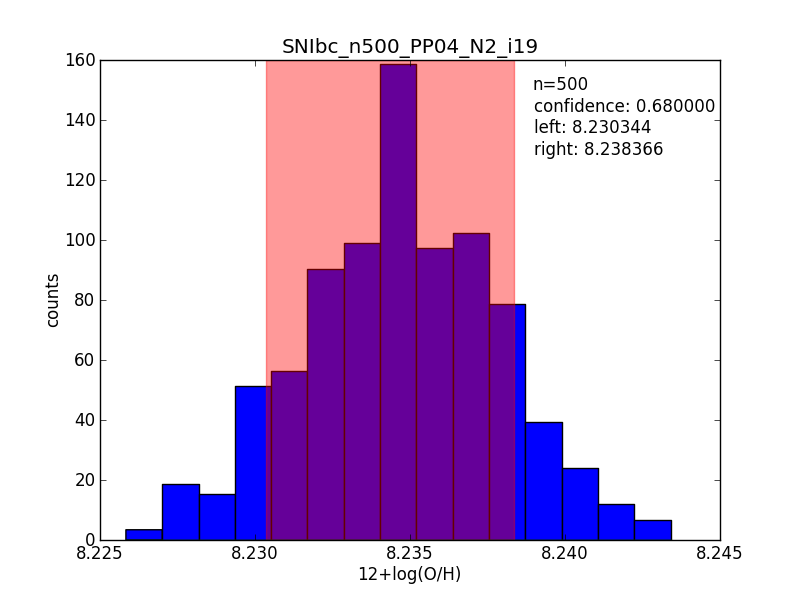 SNIbc_n500_PP04_N2_i19
n=500
confidence: 0.680000
left: 8.230344
right: 8.238366
160
140
120
100
80
60
40
20
0
counts
8.225 8.230 8.235 8.240 8.245
12+log(O/H)